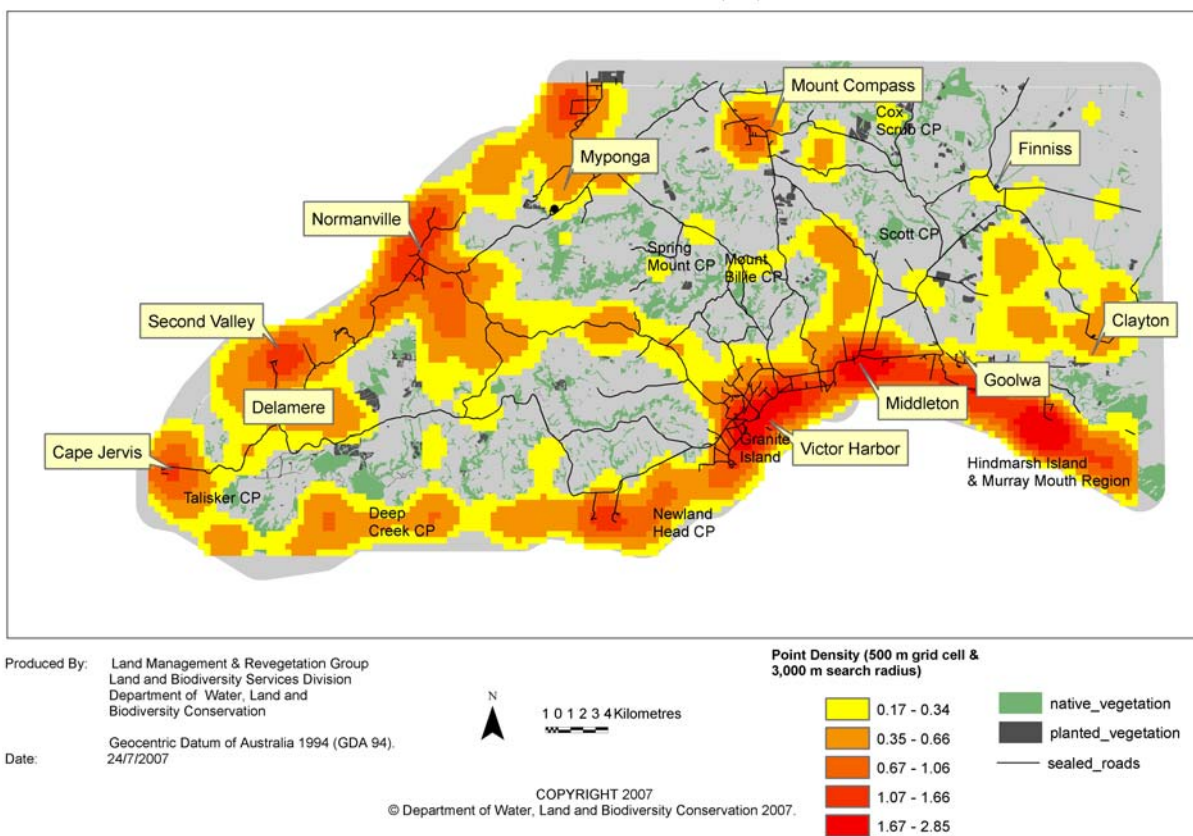 Mount Compass
Cox
Scrub CP
Finniss
Myponga
Normanville
Scott CP
Spring
Mount CP
Mount
Billie CP
Second Valley
Clayton
Delamere
Goolwa
Middleton
Cape Jervis
Victor Harbor
Granite
Island
Hindmarsh Island
& Murray Mouth Region
Talisker CP
Deep
Creek CP
Newland
Head CP
Produced By: Land Management & Revegetation Group
Land and Biodiversity Services Division
Department of Water, Land and
Biodiversity Conservation
Geocentric Datum of Australia 1994 (GDA 94).
Date: 24/7/2007
N
1 0 1 2 3 4 Kilometres
COPYRIGHT 2007
© Department of Water, Land and Biodiversity Conservation 2007.
Point Density (500 m grid cell &
3,000 m search radius)
0.17 - 0.34
0.35 - 0.66
0.67 - 1.06
1.07 - 1.66
1.67 - 2.85
native_vegetation
planted_vegetation
sealed_roads